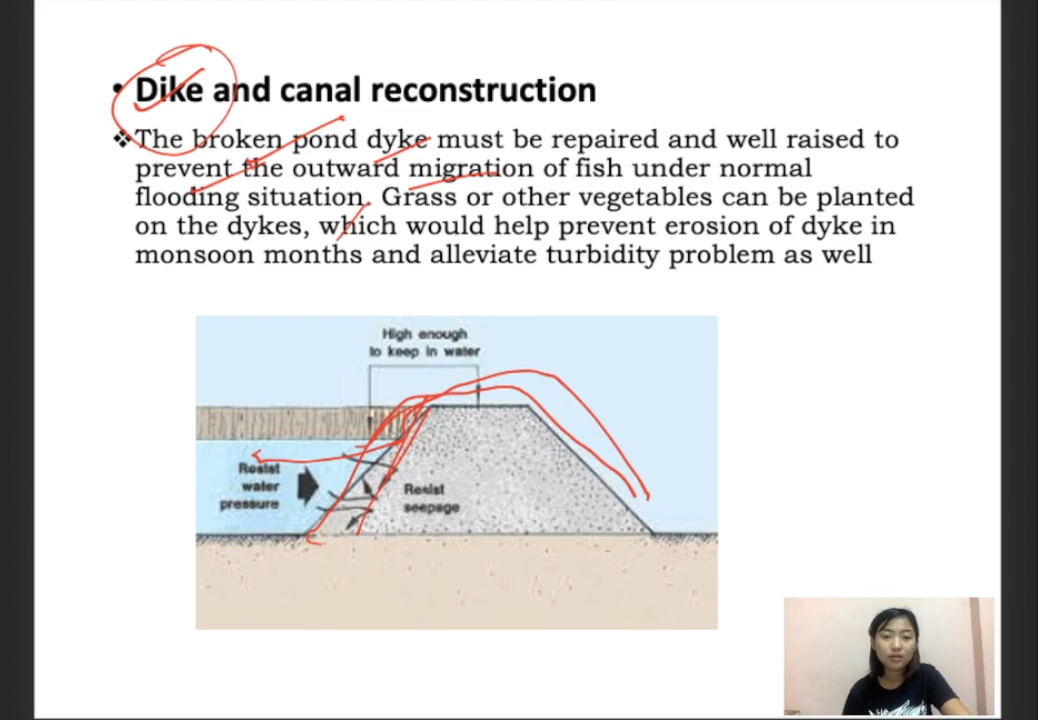 • Dike and canal reconstruction
❖The broken pond dyke must be repaired and well raised to
prevent the outward migration of fish under normal
flooding situation. Grass or other vegetables can be planted
on the dykes, which would help prevent erosion of dyke in
monsoon months and alleviate turbidity problem as well
High enough
to keep in water
Resist
water
pressure
Resist
seepage